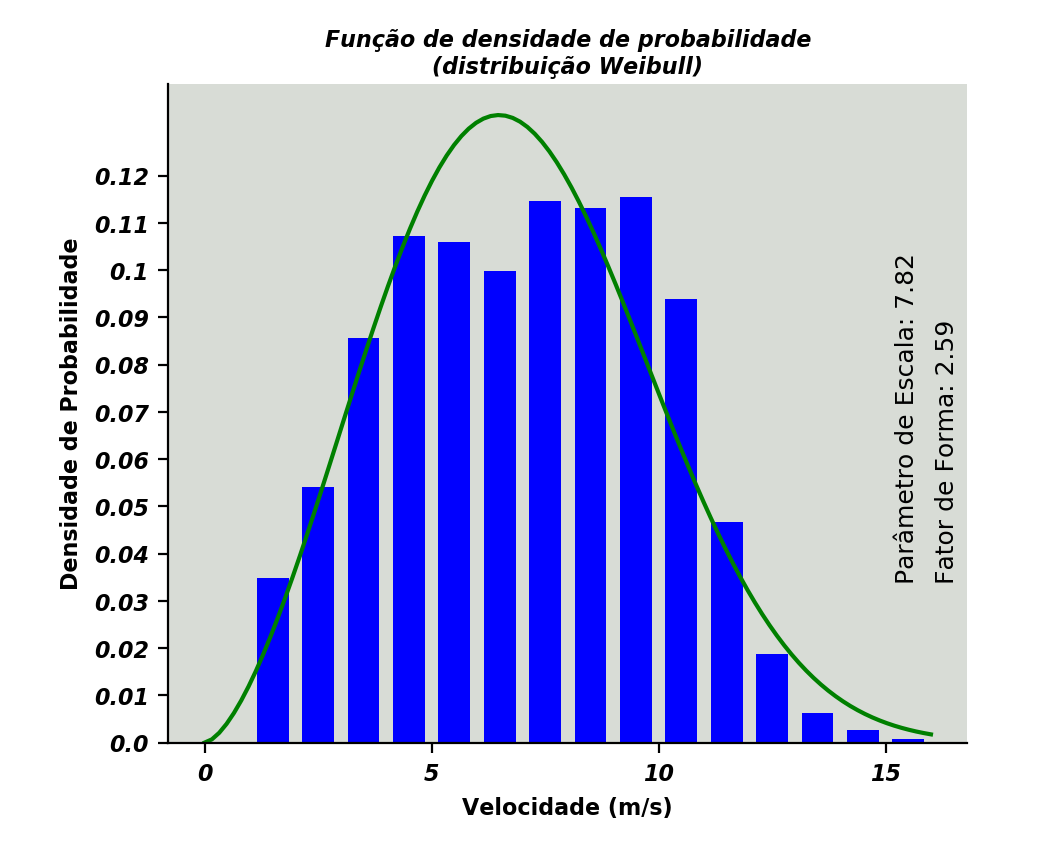 Função de densidade de probabilidade
(distribuição Weibull)
Densidade de Probabilidade
0.12
0.11
0.1
0.09
0.08
0.07
0.06
0.05
0.04
0.03
0.02
0.01
0.0
Parâmetro de Escala: 7.82
Fator de Forma: 2.59
0
5
10
15
Velocidade (m/s)